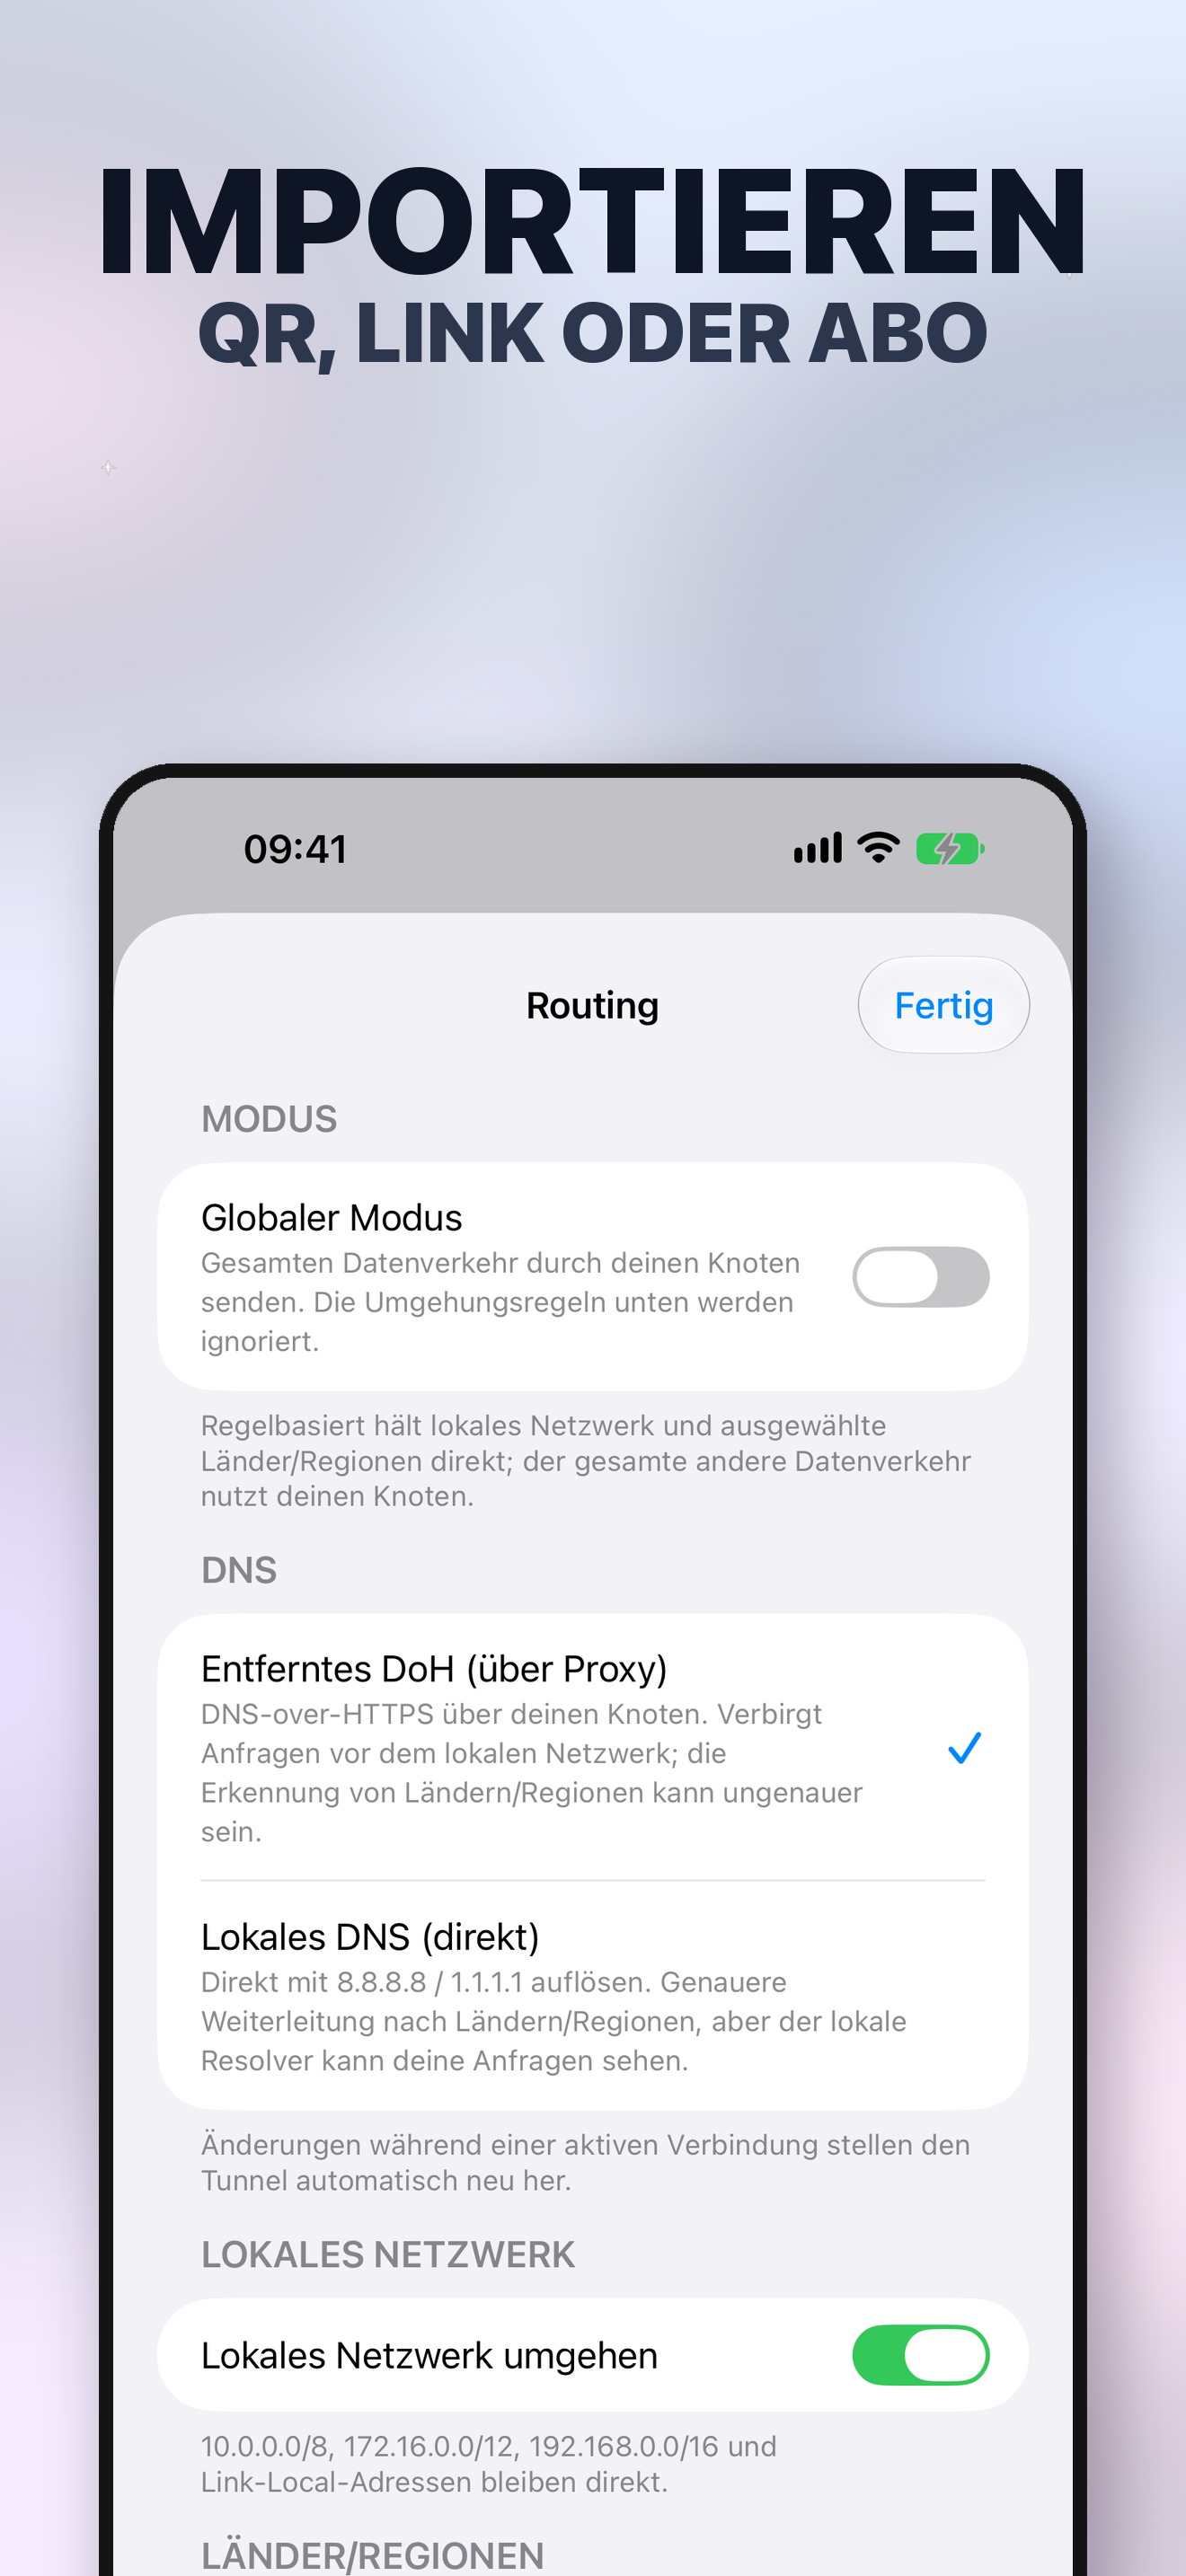 IMPORTIEREN
QR, LINK ODER ABO
09:41
Routing
Fertig
MODUS
Globaler Modus
Gesamten Datenverkehr durch deinen Knoten
senden. Die Umgehungsregeln unten werden
ignoriert.
Regelbasiert hält lokales Netzwerk und ausgewählte
Länder/Regionen direkt; der gesamte andere Datenverkehr
nutzt deinen Knoten.
DNS
Entferntes DoH (über Proxy)
DNS-over-HTTPS über deinen Knoten. Verbirgt
Anfragen vor dem lokalen Netzwerk; die
Erkennung von Ländern/Regionen kann ungenauer
sein.
Lokales DNS (direkt)
Direkt mit 8.8.8.8 / 1.1.1.1 auflösen. Genauere
Weiterleitung nach Ländern/Regionen, aber der lokale
Resolver kann deine Anfragen sehen.
Änderungen während einer aktiven Verbindung stellen den
Tunnel automatisch neu her.
LOKALES NETZWERK
Lokales Netzwerk umgehen
10.0.0.0/8, 172.16.0.0/12, 192.168.0.0/16 und
Link-Local-Adressen bleiben direkt.
LÄNDER/REGIONEN